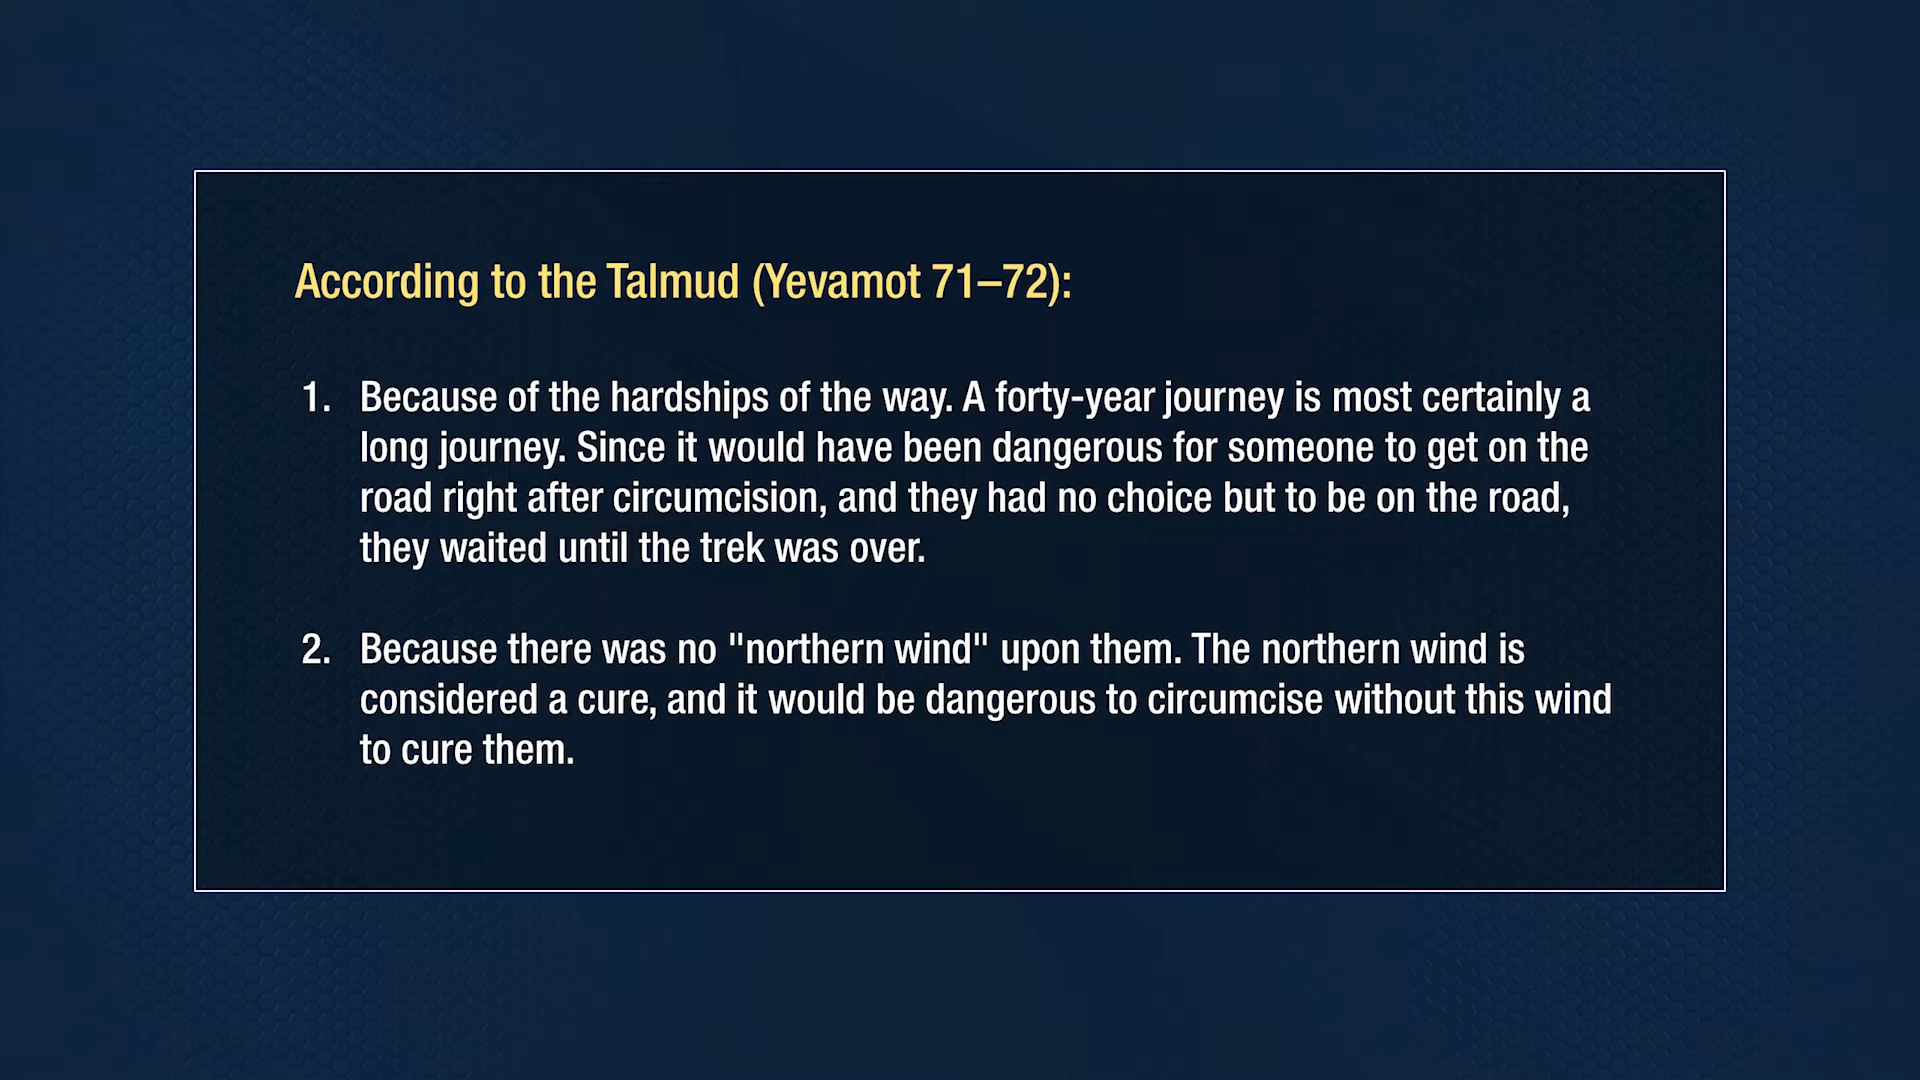 According to the Talmud (Yevamot 71–72):
1. Because of the hardships of the way. A forty-year journey is most certainly a
long journey. Since it would have been dangerous for someone to get on the
road right after circumcision, and they had no choice but to be on the road,
they waited until the trek was over.
2. Because there was no "northern wind" upon them. The northern wind is
considered a cure, and it would be dangerous to circumcise without this wind
to cure them.